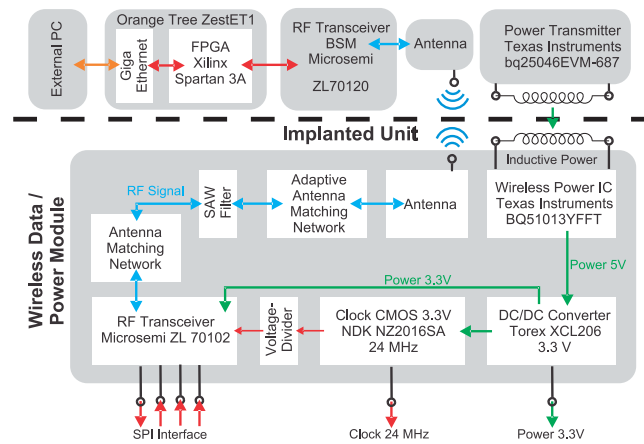 External PC
Orange Tree ZestET1
Giga
Ethernet
FPGA
Xilinx
Spartan 3A
RF Transceiver
BSM
Microsemi
ZL70120
Antenna
Power Transmitter
Texas Instruments
bq25046EVM-687
Implanted Unit
Inductive Power
Wireless Data /
Power Module
RF Signal
SAW
Filter
Adaptive
Antenna
Matching
Network
Antenna
Wireless Power IC
Texas Instruments
BQ51013YFFT
Antenna
Matching
Network
Power 3.3V
Power 5V
RF Transceiver
Microsemi ZL 70102
Voltage-
Divider
Clock CMOS 3.3V
NDK NZ2016SA
24 MHz
DC/DC Converter
Torex XCL206
3.3 V
SPI Interface
Clock 24 MHz
Power 3.3V